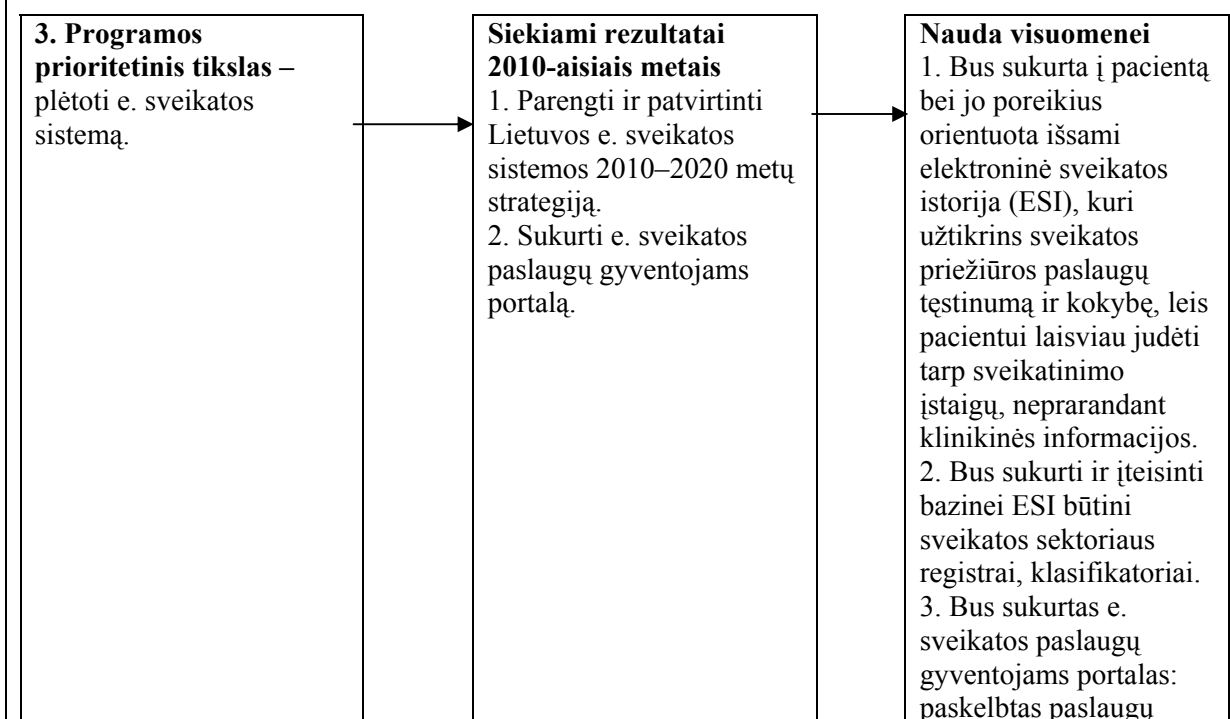 3. Programos
prioritetinis tikslas –
plėtoti e. sveikatos
sistemą.
Siekiami rezultatai
2010-aisiais metais
1. Parengti ir patvirtinti
Lietuvos e. sveikatos
sistemos 2010–2020 metų
strategiją.
2. Sukurti e. sveikatos
paslaugų gyventojams
portalą.
Nauda visuomenei
1. Bus sukurta į pacientą
bei jo poreikius
orientuota išsami
elektroninė sveikatos
istorija (ESI), kuri
užtikrins sveikatos
priežiūros paslaugų
tęstinumą ir kokybę, leis
pacientui laisviau judėti
tarp sveikatinimo
įstaigų, neprarandant
klinikinės informacijos.
2. Bus sukurti ir įteisinti
bazinei ESI būtini
sveikatos sektoriaus
registrai, klasifikatoriai.
3. Bus sukurtas e.
sveikatos paslaugų
gyventojams portalas:
paskelbtas paslaugų